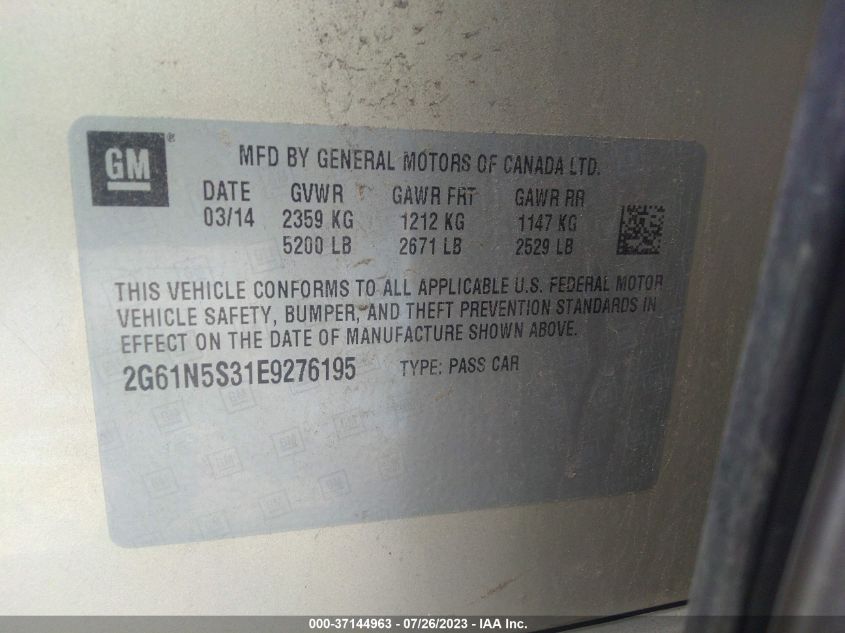 GM ®
MFD BY GENERAL MOTORS OF CANADA LTD.
DATE GVWR GAWR FRT GAWR RR
03/14 2359 KG 1212 KG 1147 KG
5200 LB 2671 LB 2529 LB
THIS VEHICLE CONFORMS TO ALL APPLICABLE U.S. FEDERAL MOTOR
VEHICLE SAFETY, BUMPER, AND THEFT PREVENTION STANDARDS IN
EFFECT ON THE DATE OF MANUFACTURE SHOWN ABOVE.
2G61N5S31E9276195 TYPE: PASS CAR
000-37144963 - 07/26/2023 - IAA Inc.